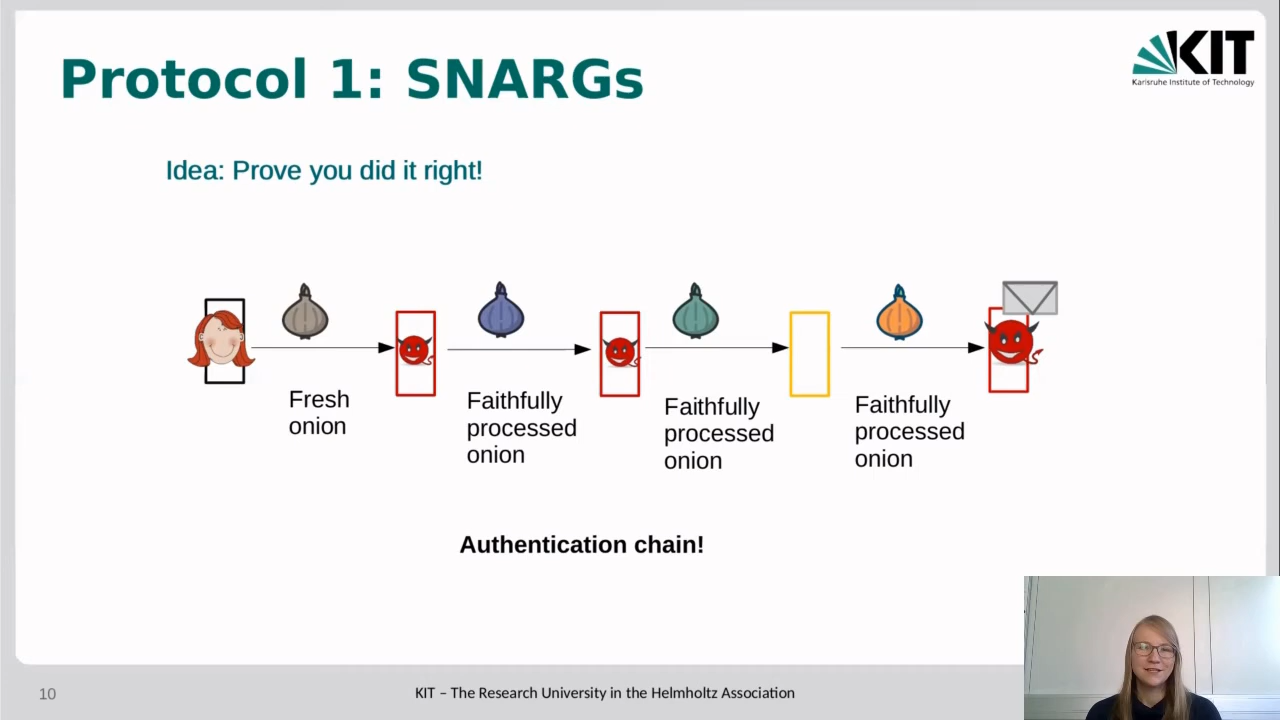 Protocol 1: SNARGs
KIT
Karlsruhe Institute of Technology
Idea: Prove you did it right!
Fresh
onion
Faithfully
processed
onion
Faithfully
processed
onion
Faithfully
processed
onion
Authentication chain!
10
KIT – The Research University in the Helmholtz Association